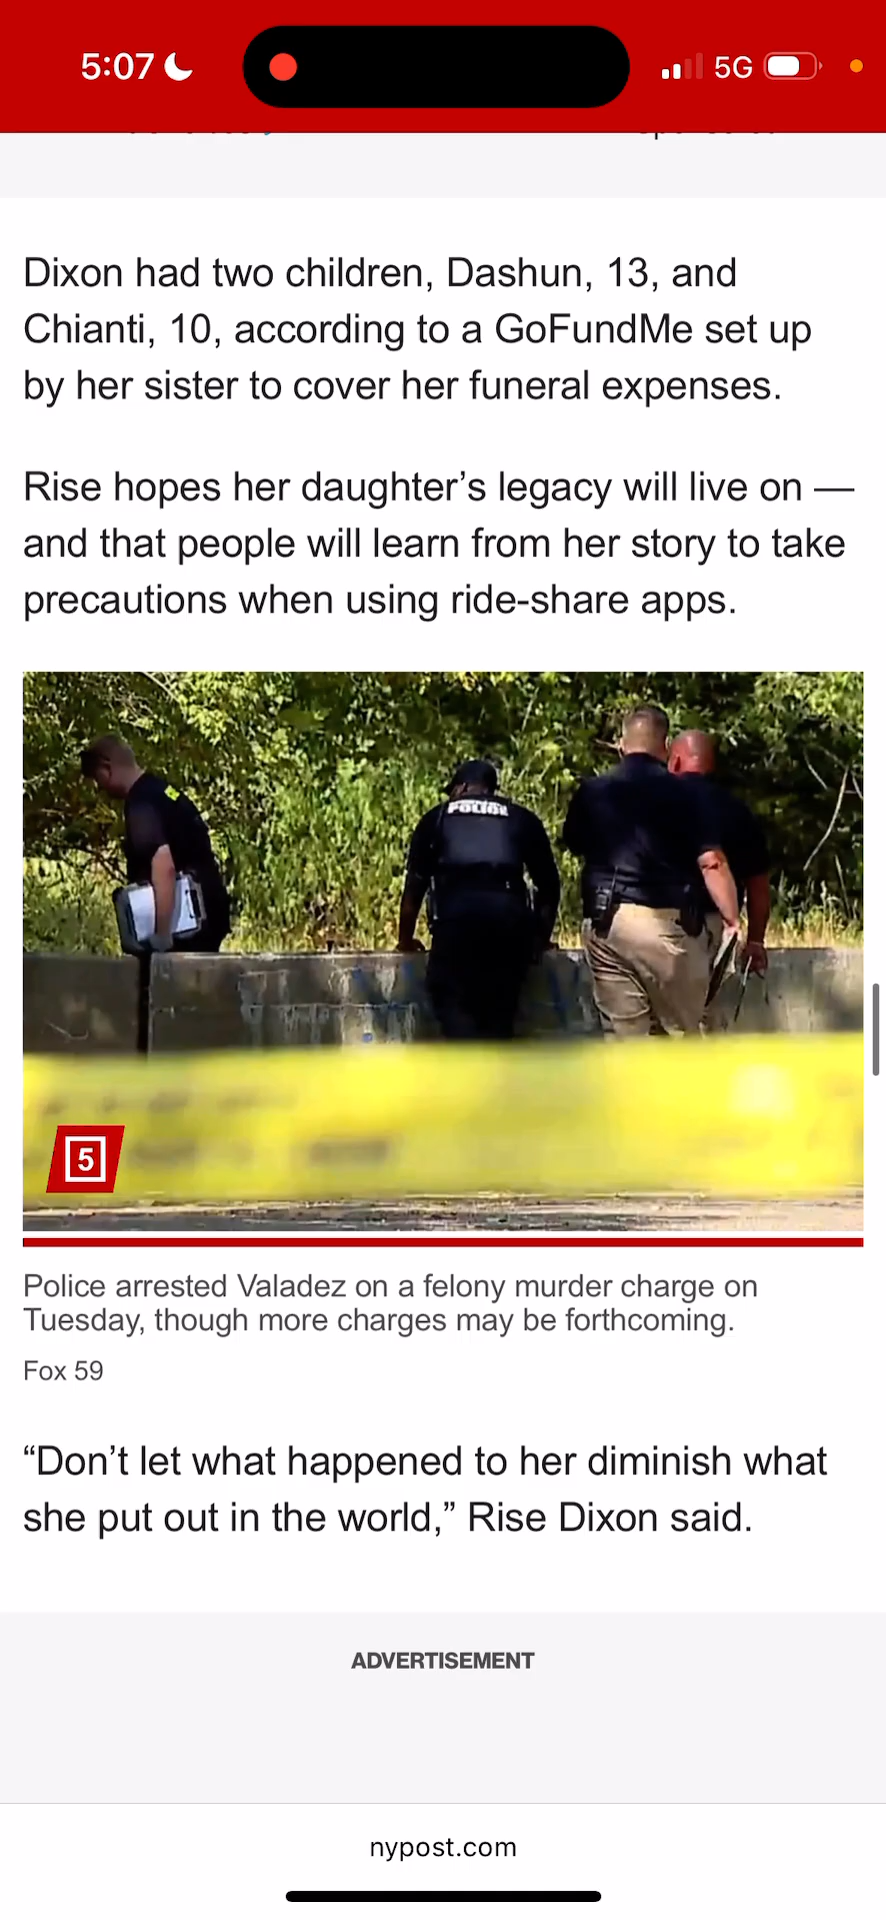 5:07
5G
Dixon had two children, Dashun, 13, and
Chianti, 10, according to a GoFundMe set up
by her sister to cover her funeral expenses.
Rise hopes her daughter’s legacy will live on —
and that people will learn from her story to take
precautions when using ride-share apps.
POLICE
5
Police arrested Valadez on a felony murder charge on
Tuesday, though more charges may be forthcoming.
Fox 59
“Don’t let what happened to her diminish what
she put out in the world,” Rise Dixon said.
ADVERTISEMENT
nypost.com